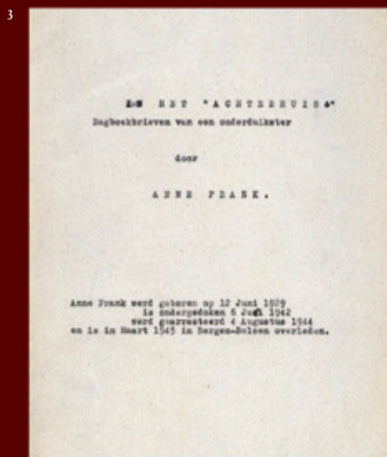 3
IN HET "ACHTERHUIS"
Dagboekbrieven van een onderduikster
door
ANNE FRANK.
Anne Frank werd geboren op 12 Juni 1929
is ondergedoken 6 Juli 1942
werd gearresteerd 4 Augustus 1944
en is in Maart 1945 in Bergen-Belsen overleden.